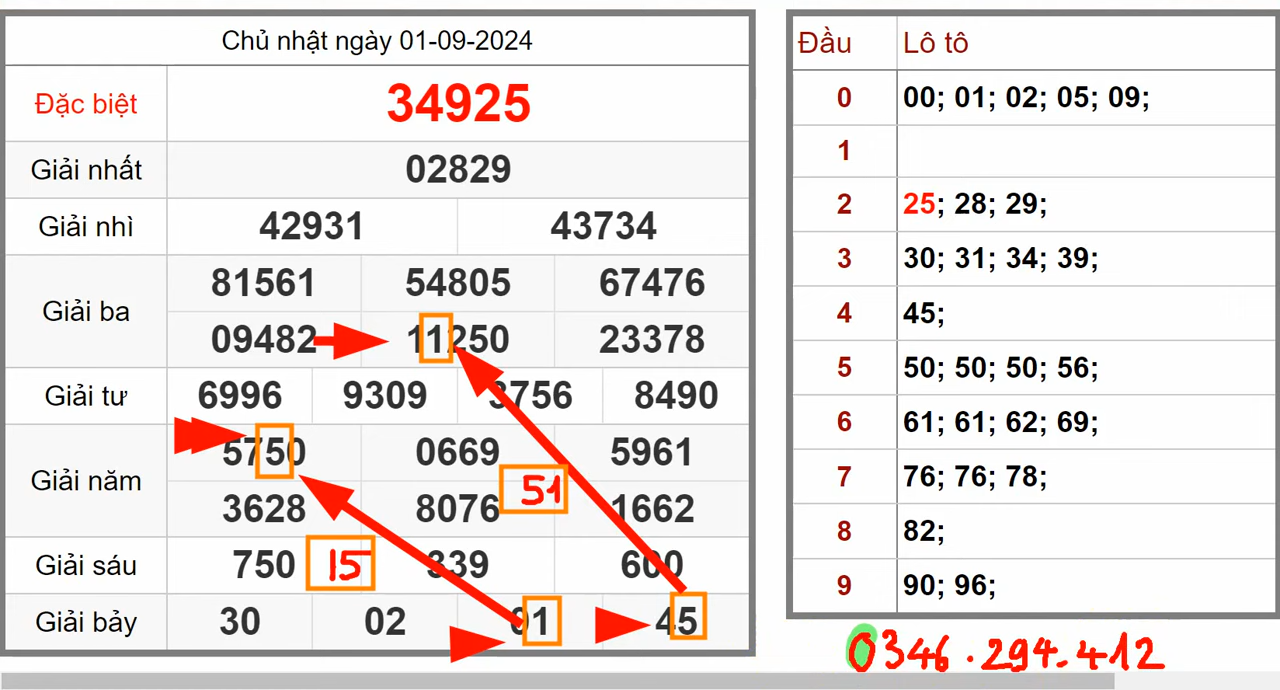 Chủ nhật ngày 01-09-2024
Đặc biệt 34925
Giải nhất 02829
Giải nhì 42931 43734
Giải ba 81561 54805 67476
09482 11250 23378
Giải tư 6996 9309 3756 8490
Giải năm 5750 0669 5961
3628 8076 1662
51
Giải sáu 750 339 600
15
Giải bảy 30 02 01 45
Đầu Lô tô
0 00; 01; 02; 05; 09;
1
2 25; 28; 29;
3 30; 31; 34; 39;
4 45;
5 50; 50; 50; 56;
6 61; 61; 62; 69;
7 76; 76; 78;
8 82;
9 90; 96;
0346.294.412